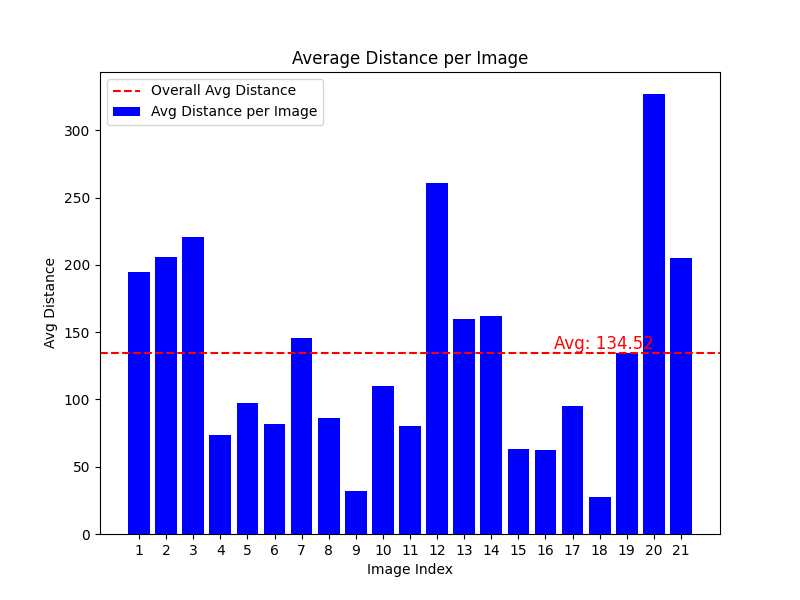 Average Distance per Image
Overall Avg Distance
Avg Distance per Image
Avg: 134.52
Avg Distance
300
250
200
150
100
50
0
1 2 3 4 5 6 7 8 9 10 11 12 13 14 15 16 17 18 19 20 21
Image Index